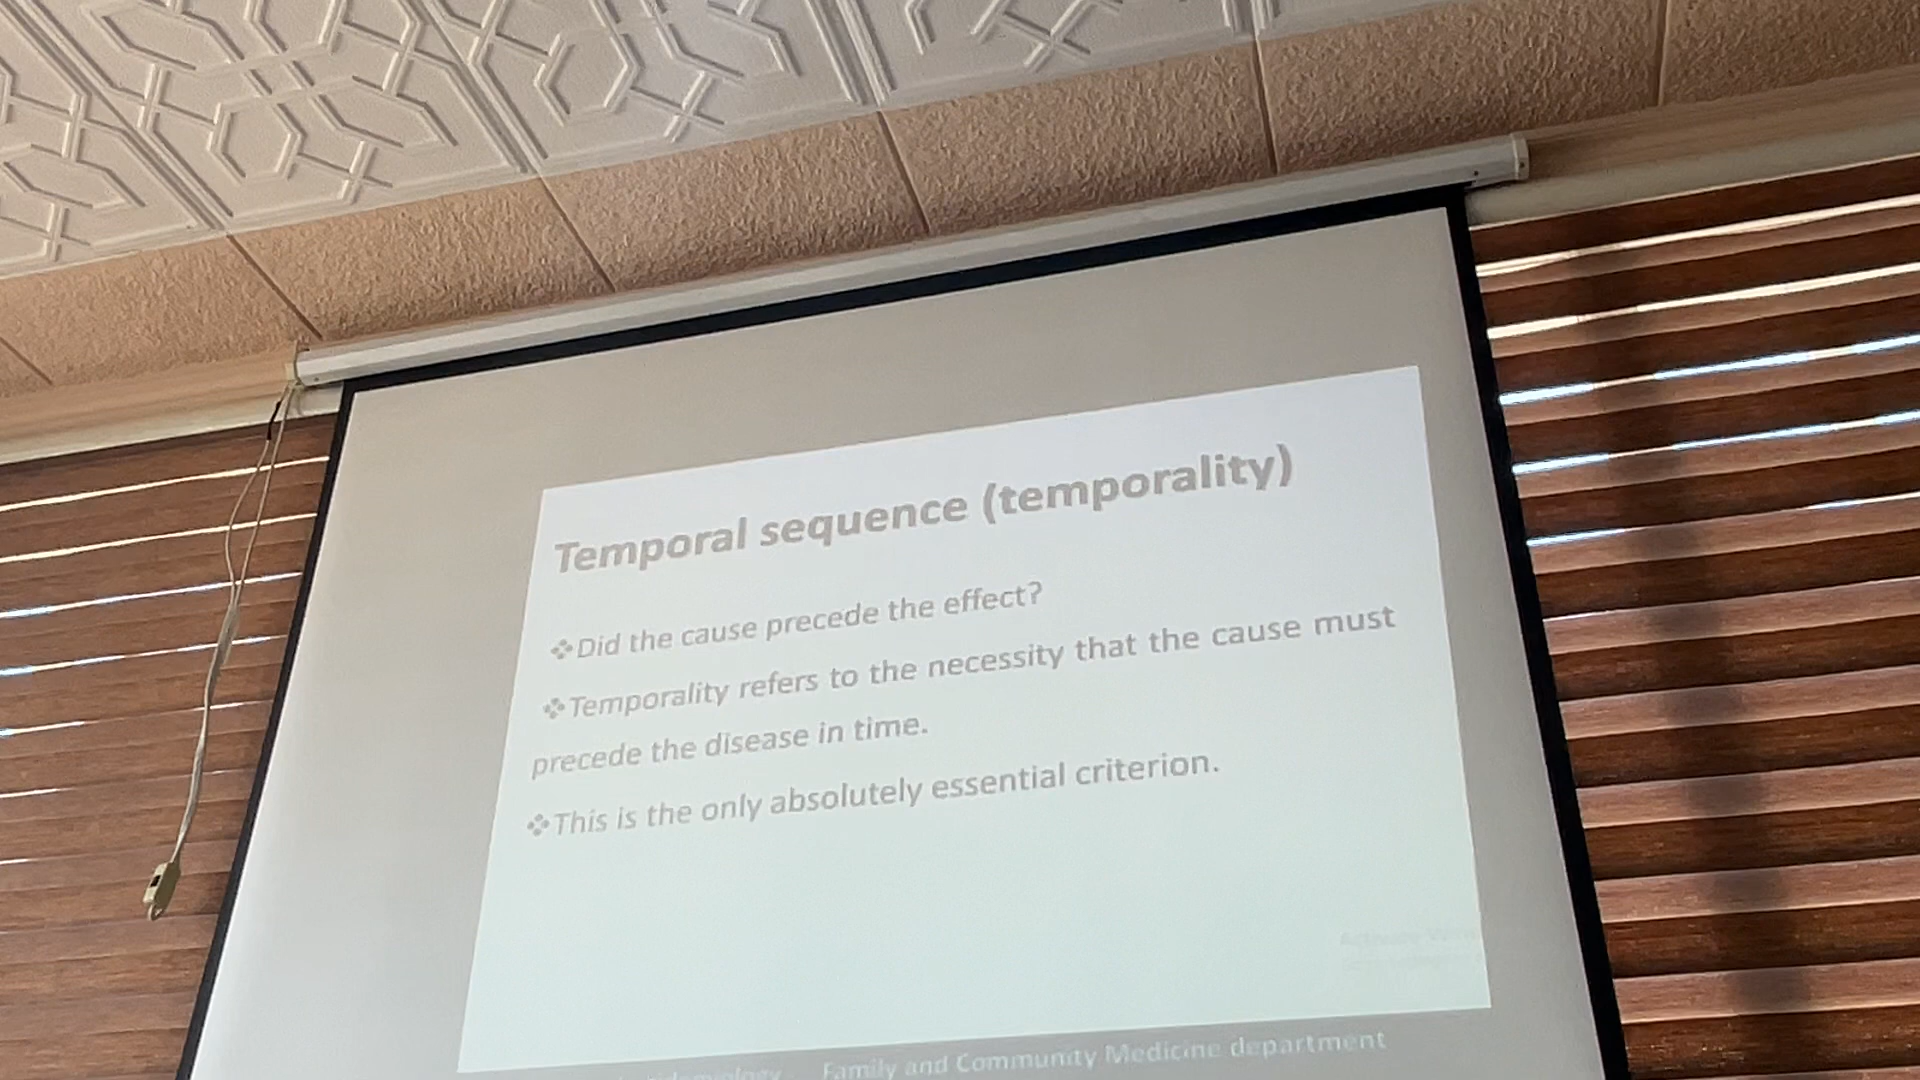 Temporal sequence (temporality)
❖Did the cause precede the effect?
❖Temporality refers to the necessity that the cause must
precede the disease in time.
❖This is the only absolutely essential criterion.
Activate
Family and Community Medicine department